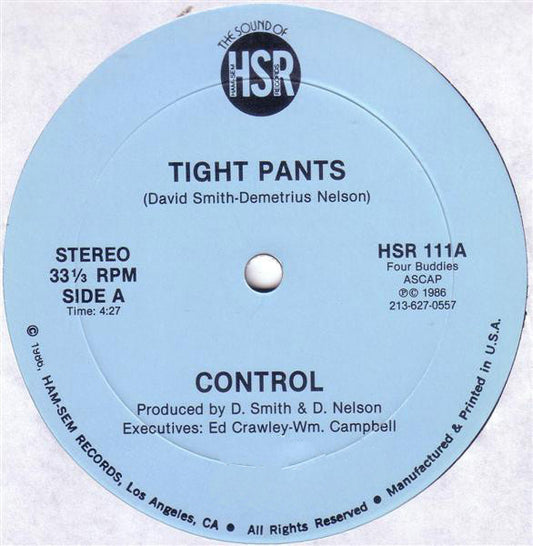 THE SOUND OF
HSR
HAM-SEM
RECORDS
TIGHT PANTS
(David Smith-Demetrius Nelson)
STEREO
33 1/3 RPM
SIDE A
Time: 4:27
HSR 111A
Four Buddies
ASCAP
℗© 1986
213-627-0557
CONTROL
Produced by D. Smith & D. Nelson
Executives: Ed Crawley-Wm. Campbell
© 1986, HAM-SEM RECORDS, Los Angeles, CA ● All Rights Reserved ● Manufactured & Printed in U.S.A.